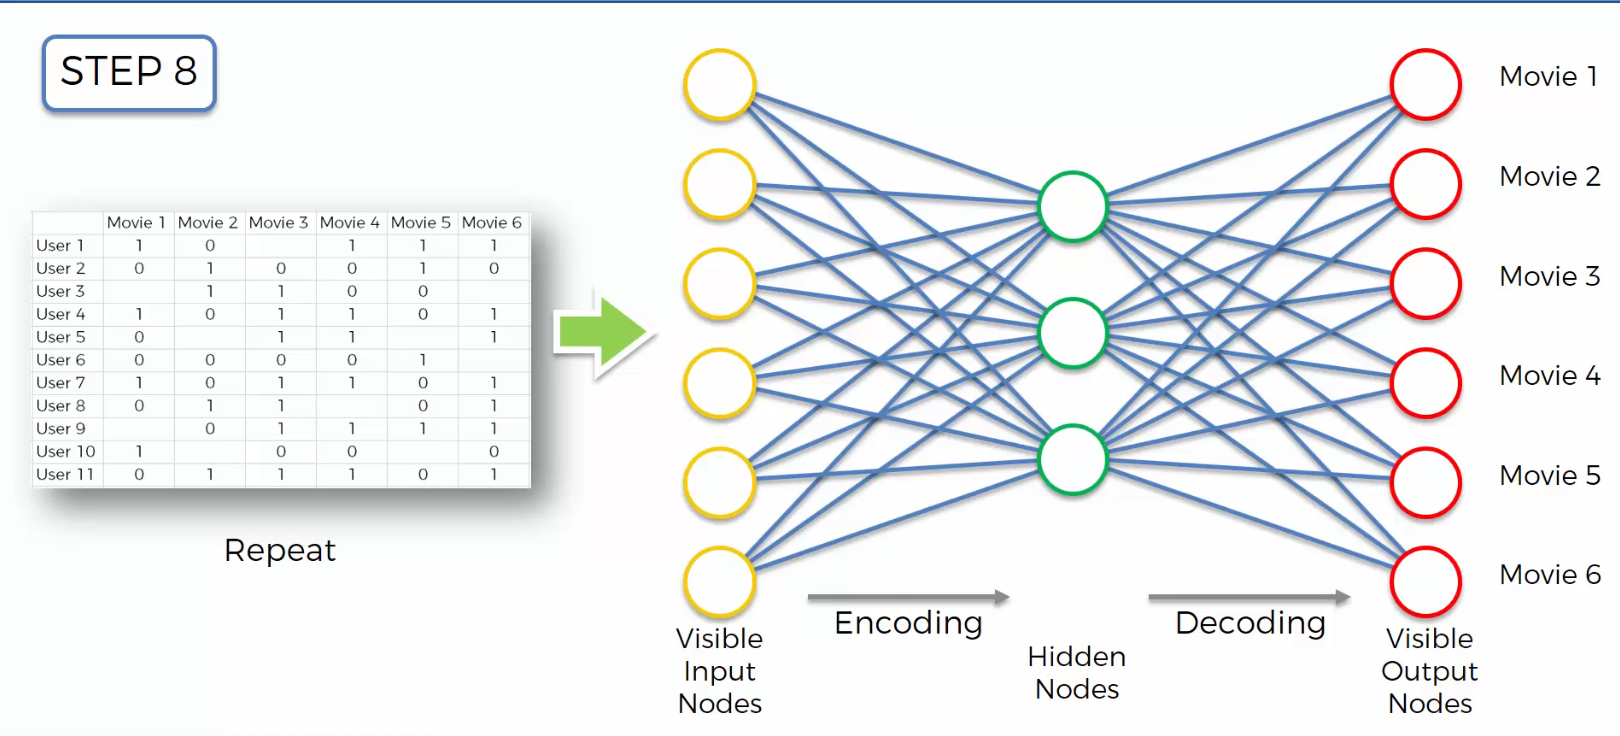 STEP 8
Movie 1 Movie 2 Movie 3 Movie 4 Movie 5 Movie 6
User 1 1 0 1 1 1
User 2 0 1 0 0 1 0
User 3 1 1 0 0
User 4 1 0 1 1 0 1
User 5 0 1 1 1
User 6 0 0 0 0 1
User 7 1 0 1 1 0 1
User 8 0 1 1 0 1
User 9 0 1 1 1 1
User 10 1 0 0 0
User 11 0 1 1 1 0 1
Repeat
Visible
Input
Nodes
Encoding
Hidden
Nodes
Decoding
Visible
Output
Nodes
Movie 1
Movie 2
Movie 3
Movie 4
Movie 5
Movie 6